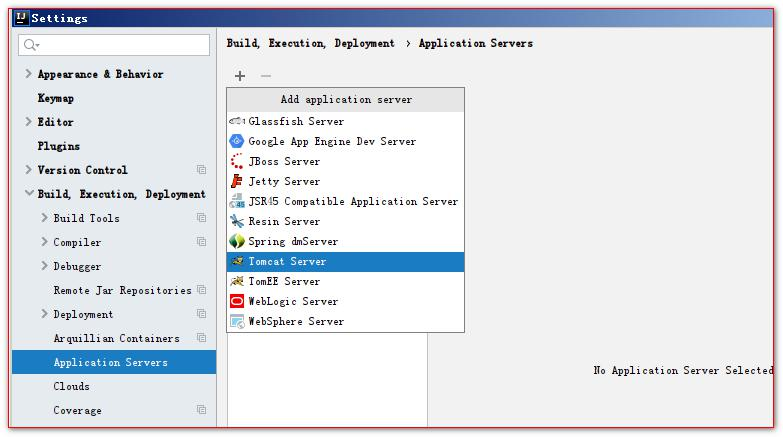 Settings
Build, Execution, Deployment > Application Servers
Appearance & Behavior
Keymap
Editor
Plugins
Version Control
Build, Execution, Deployment
Build Tools
Compiler
Debugger
Remote Jar Repositories
Deployment
Arquillian Containers
Application Servers
Clouds
Coverage
Add application server
Glassfish Server
Google App Engine Dev Server
JBoss Server
Jetty Server
JSR45 Compatible Application Server
Resin Server
Spring dmServer
Tomcat Server
TomEE Server
WebLogic Server
WebSphere Server
No Application Server Selected